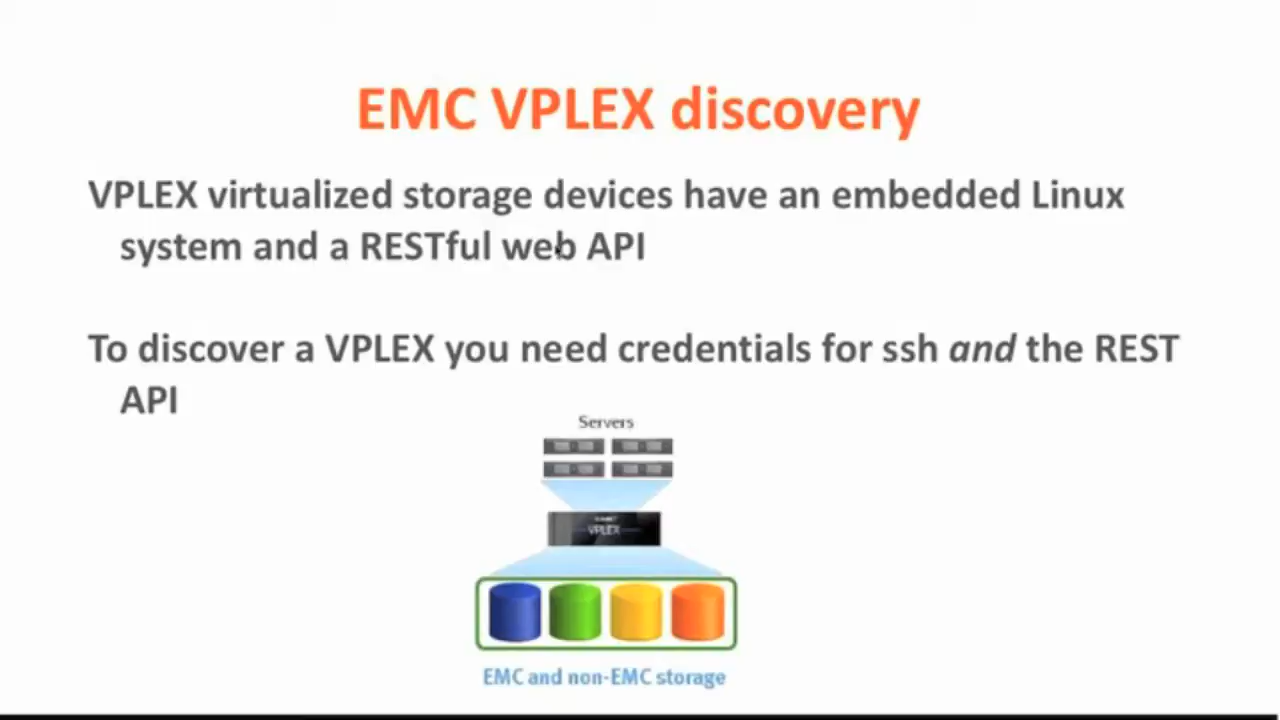 EMC VPLEX discovery
VPLEX virtualized storage devices have an embedded Linux
system and a RESTful web API
To discover a VPLEX you need credentials for ssh and the REST
API
Servers
VPLEX
EMC and non-EMC storage